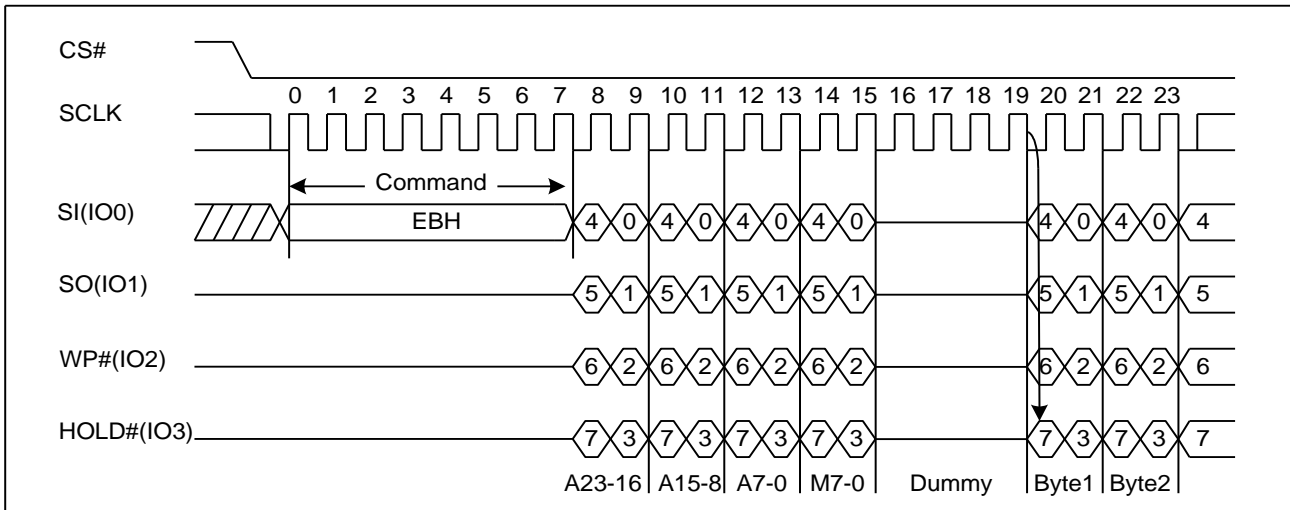 CS#
0 1 2 3 4 5 6 7 8 9 10 11 12 13 14 15 16 17 18 19 20 21 22 23
SCLK
Command
SI(IO0) EBH 4 0 4 0 4 0 4 0 4 0 4 0 4
SO(IO1) 5 1 5 1 5 1 5 1 5 1 5 1 5
WP#(IO2) 6 2 6 2 6 2 6 2 6 2 6 2 6
HOLD#(IO3) 7 3 7 3 7 3 7 3 7 3 7 3 7
A23-16 A15-8 A7-0 M7-0 Dummy Byte1 Byte2